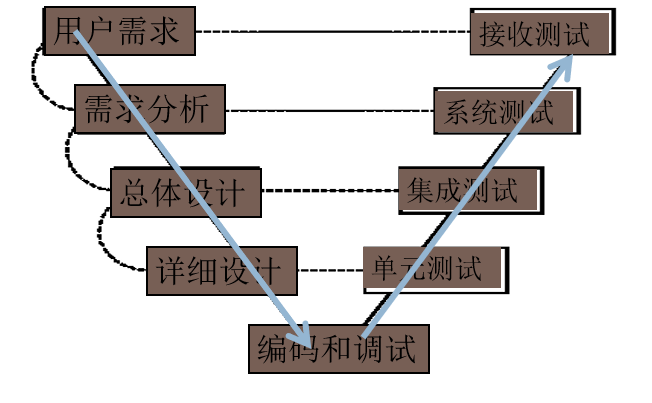 用户需求
接收测试
需求分析
系统测试
总体设计
集成测试
详细设计
单元测试
编码和调试